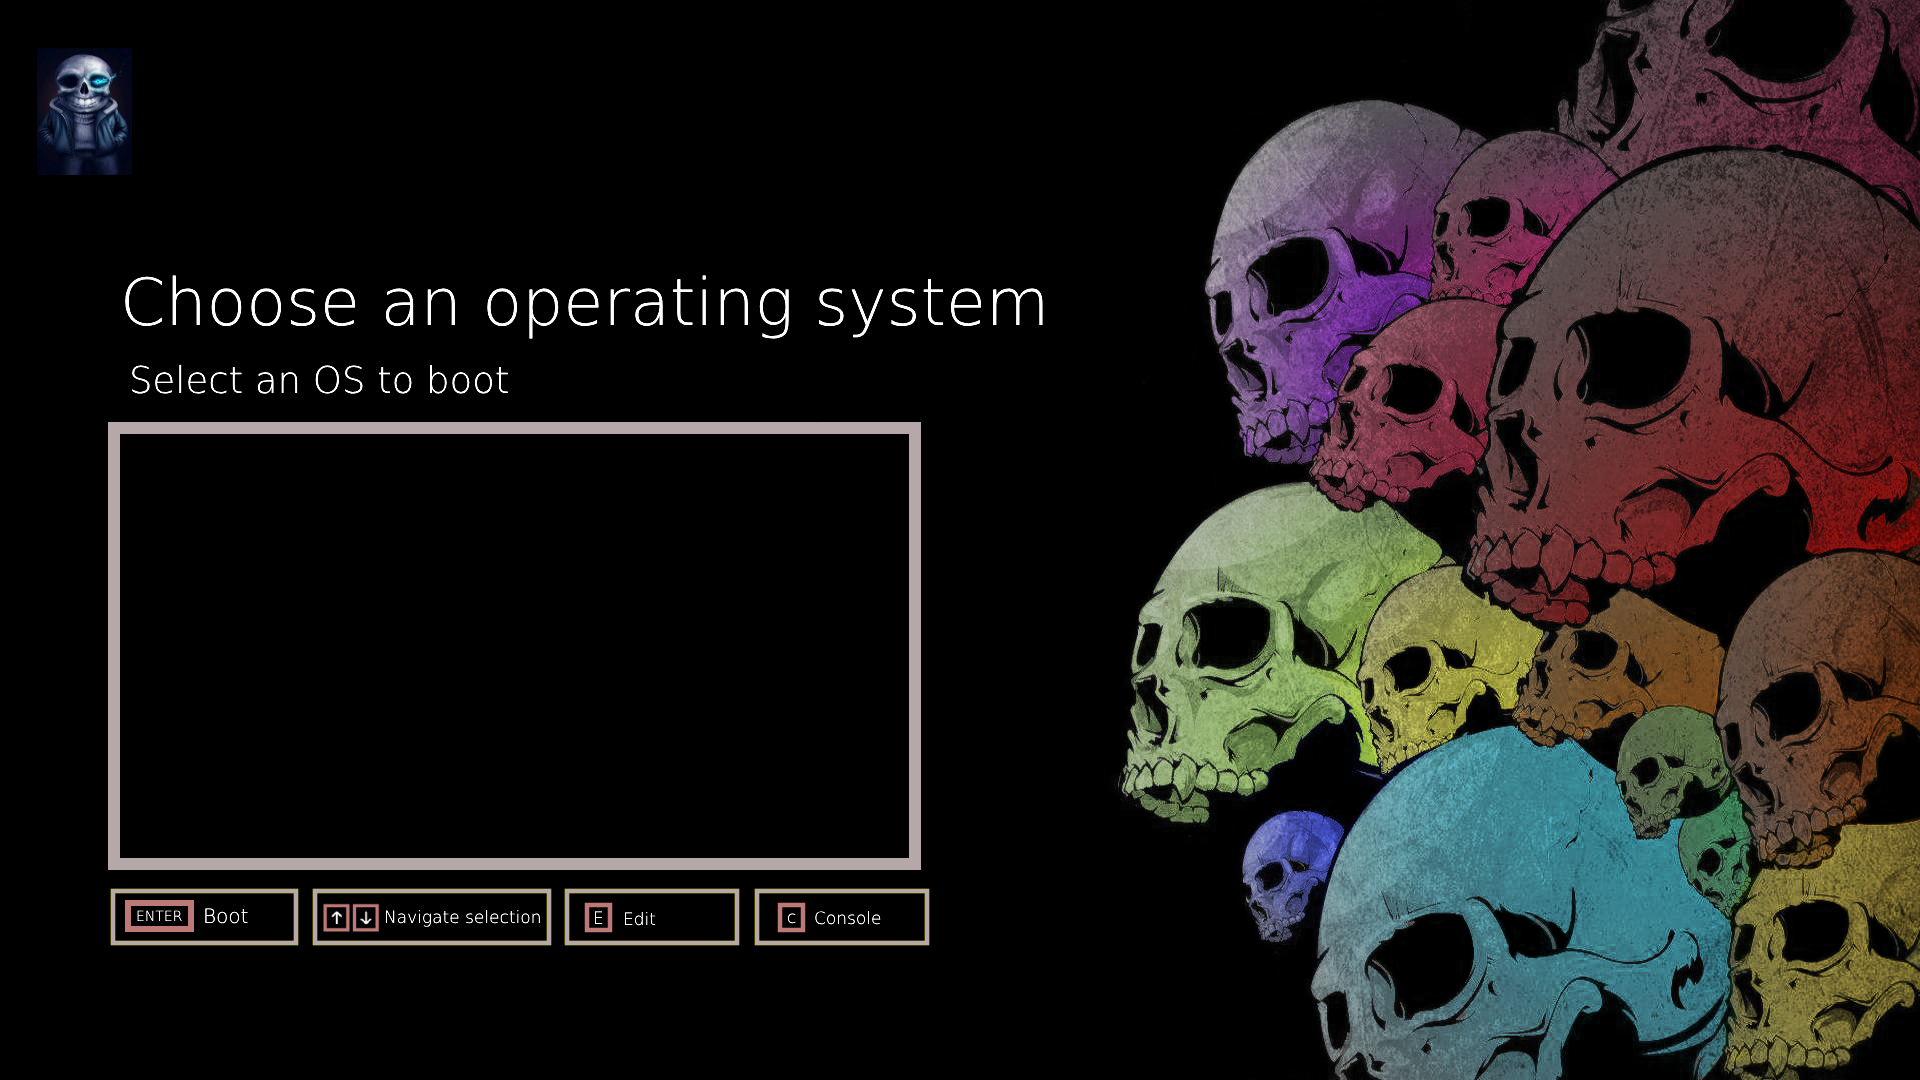 Choose an operating system
Select an OS to boot
ENTER Boot
↑ ↓ Navigate selection
E Edit
C Console